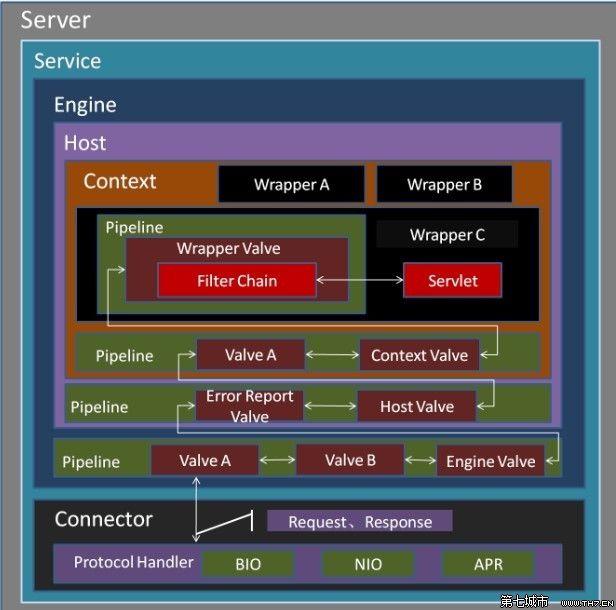 Server
Service
Engine
Host
Context
Wrapper A
Wrapper B
Pipeline
Wrapper C
Wrapper Valve
Filter Chain
Servlet
Pipeline
Valve A
Context Valve
Pipeline
Error Report
Valve
Host Valve
Pipeline
Valve A
Valve B
Engine Valve
Connector
Request、Response
Protocol Handler
BIO
NIO
APR
第七城市
WWW.TH7.CN